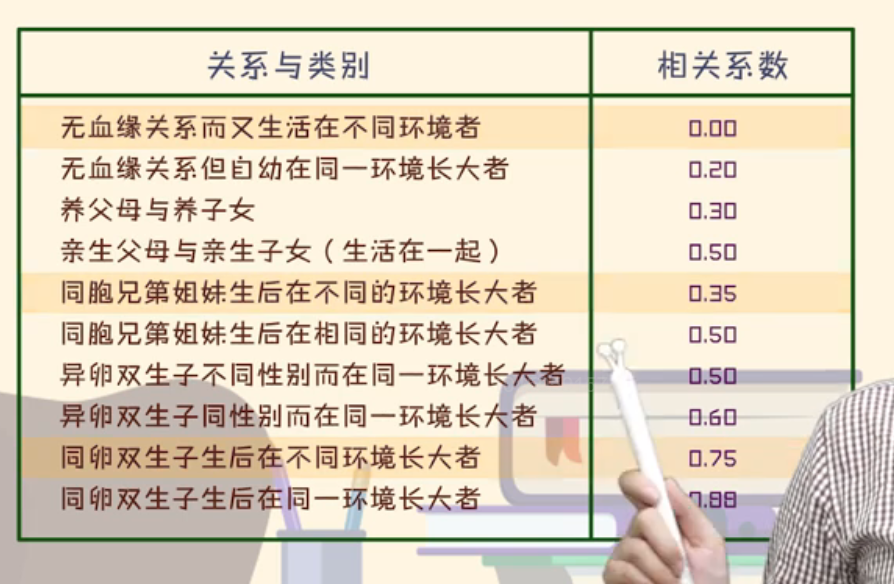 关系与类别 相关系数
无血缘关系而又生活在不同环境者 0.00
无血缘关系但自幼在同一环境长大者 0.20
养父母与养子女 0.30
亲生父母与亲生子女(生活在一起) 0.50
同胞兄第姐妹生后在不同的环境长大者 0.35
同胞兄第姐妹生后在相同的环境长大者 0.50
异卵双生子不同性别而在同一环境长大者 0.50
异卵双生子同性别而在同一环境长大者 0.60
同卵双生子生后在不同环境长大者 0.75
同卵双生子生后在同一环境长大者 0.88